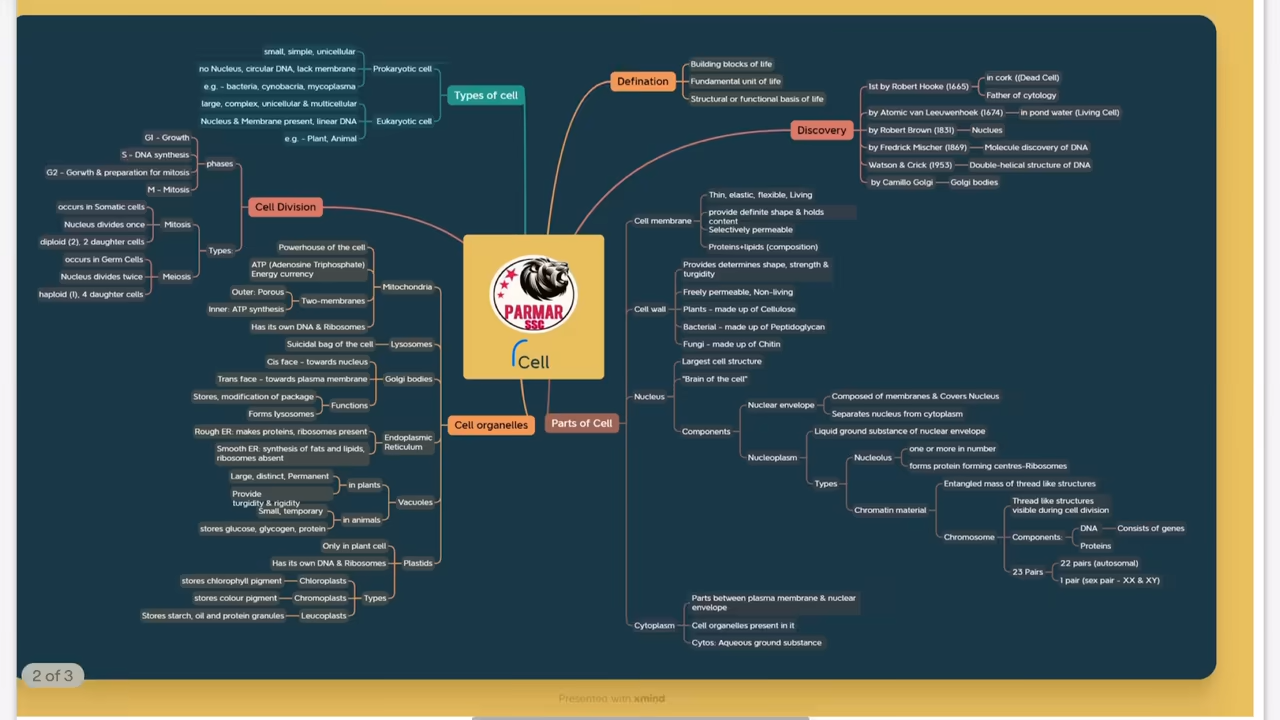 small, simple, unicellular
no Nucleus, circular DNA, lack membrane
Prokaryotic cell
e.g. - bacteria, cynobacria, mycoplasma
large, complex, unicellular & multicellular
Nucleus & Membrane present, linear DNA
Eukaryotic cell
e.g. - Plant, Animal
Types of cell
Defination
Building blocks of life
Fundamental unit of life
Structural or functional basis of life
Discovery
1st by Robert Hooke (1665)
in cork ((Dead Cell)
Father of cytology
by Atomic van Leeuwenhoek (1674)
in pond water (Living Cell)
by Robert Brown (1831)
Nuclues
by Fredrick Mischer (1869)
Molecule discovery of DNA
Watson & Crick (1953)
Double-helical structure of DNA
by Camillo Golgi
Golgi bodies
G1 - Growth
S - DNA synthesis
G2 - Gorwth & preparation for mitosis
M - Mitosis
phases
Cell Division
occurs in Somatic cells
Nucleus divides once
diploid (2), 2 daughter cells
Mitosis
Types
occurs in Germ Cells
Nucleus divides twice
haploid (1), 4 daughter cells
Meiosis
PARMAR
SSC
Cell
Powerhouse of the cell
ATP (Adenosine Triphosphate)
Energy currency
Mitochondria
Outer: Porous
Inner: ATP synthesis
Two-membranes
Has its own DNA & Ribosomes
Suicidal bag of the cell
Lysosomes
Cis face - towards nucleus
Trans face - towards plasma membrane
Golgi bodies
Stores, modification of package
Forms lysosomes
Functions
Cell organelles
Rough ER: makes proteins, ribosomes present
Smooth ER: synthesis of fats and lipids,
ribosomes absent
Endoplasmic
Reticulum
Large, distinct, Permanent
Provide
turgidity & rigidity
in plants
Vacuoles
Small, temporary
stores glucose, glycogen, protein
in animals
Only in plant cell
Has its own DNA & Ribosomes
Plastids
stores chlorophyll pigment
Chloroplasts
stores colour pigment
Chromoplasts
Types
Stores starch, oil and protein granules
Leucoplasts
Parts of Cell
Cell membrane
Thin, elastic, flexible, Living
provide definite shape & holds
content
Selectively permeable
Proteins+lipids (composition)
Cell wall
Provides determines shape, strength &
turgidity
Freely permeable, Non-living
Plants - made up of Cellulose
Bacterial - made up of Peptidoglycan
Fungi - made up of Chitin
Nucleus
Largest cell structure
"Brain of the cell"
Components
Nuclear envelope
Composed of membranes & Covers Nucleus
Separates nucleus from cytoplasm
Nucleoplasm
Liquid ground substance of nuclear envelope
Types
Nucleolus
one or more in number
forms protein forming centres-Ribosomes
Chromatin material
Entangled mass of thread like structures
Chromosome
Thread like structures
visible during cell division
Components:
DNA
Consists of genes
Proteins
23 Pairs
22 pairs (autosomal)
1 pair (sex pair - XX & XY)
Cytoplasm
Parts between plasma membrane & nuclear
envelope
Cell organelles present in it
Cytos: Aqueous ground substance
2 of 3
Presented with xmind